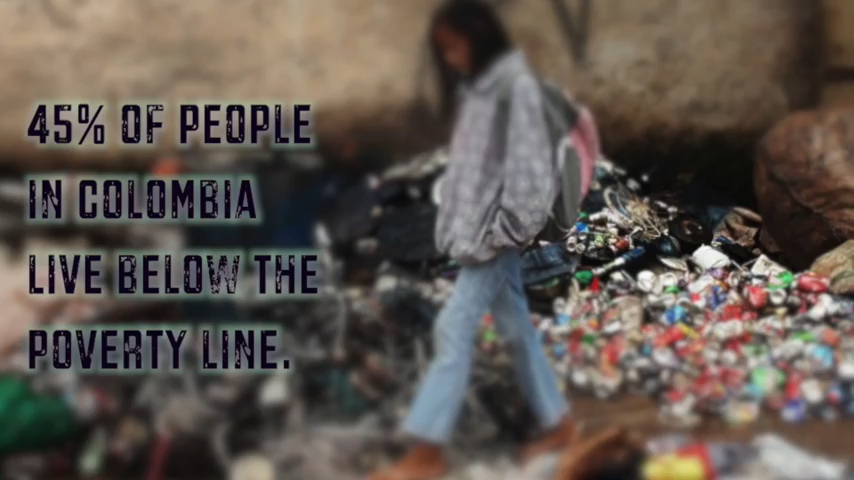 45% OF PEOPLE
IN COLOMBIA
LIVE BELOW THE
POVERTY LINE.